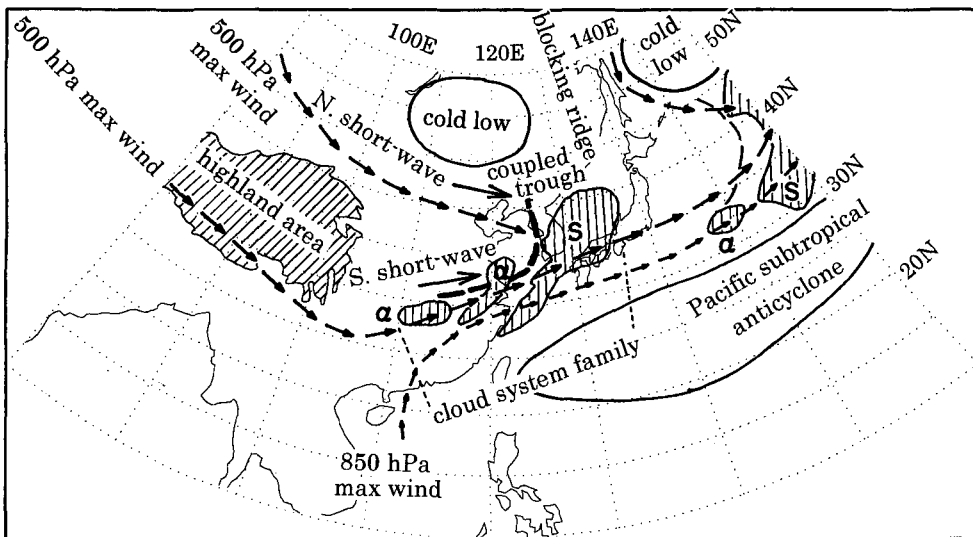 500 hPa
max wind
500 hPa
max wind
100E
120E
140E
50N
40N
30N
20N
blocking ridge
cold
low
N. short-wave
cold low
coupled
trough
highland area
S
S
S. short-wave
α
α
α
Pacific subtropical
anticyclone
cloud system family
850 hPa
max wind